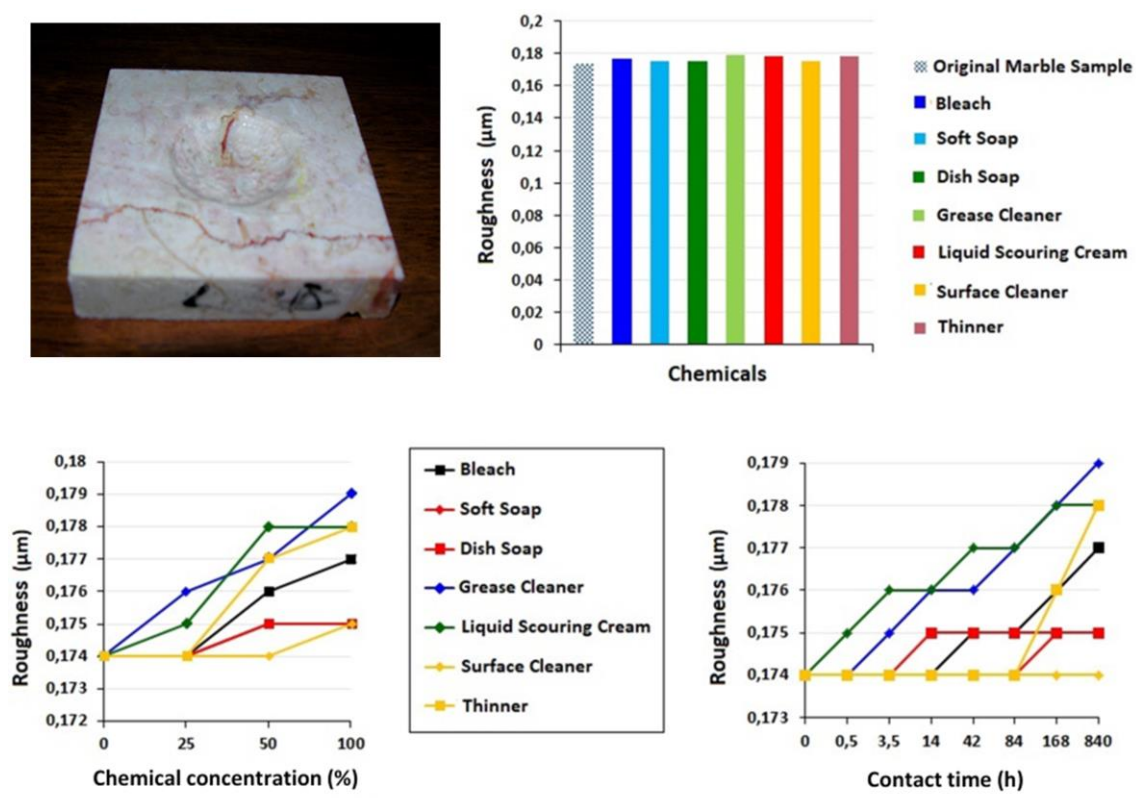 0,2
0,18
0,16
0,14
0,12
0,1
0,08
0,06
0,04
0,02
0
Roughness (µm)
Chemicals
Original Marble Sample
Bleach
Soft Soap
Dish Soap
Grease Cleaner
Liquid Scouring Cream
Surface Cleaner
Thinner
0,18
0,179
0,178
0,177
0,176
0,175
0,174
0,173
0,172
Roughness (µm)
0 25 50 100
Chemical concentration (%)
Bleach
Soft Soap
Dish Soap
Grease Cleaner
Liquid Scouring Cream
Surface Cleaner
Thinner
0,179
0,178
0,177
0,176
0,175
0,174
0,173
Roughness (µm)
0 0,5 3,5 14 42 84 168 840
Contact time (h)